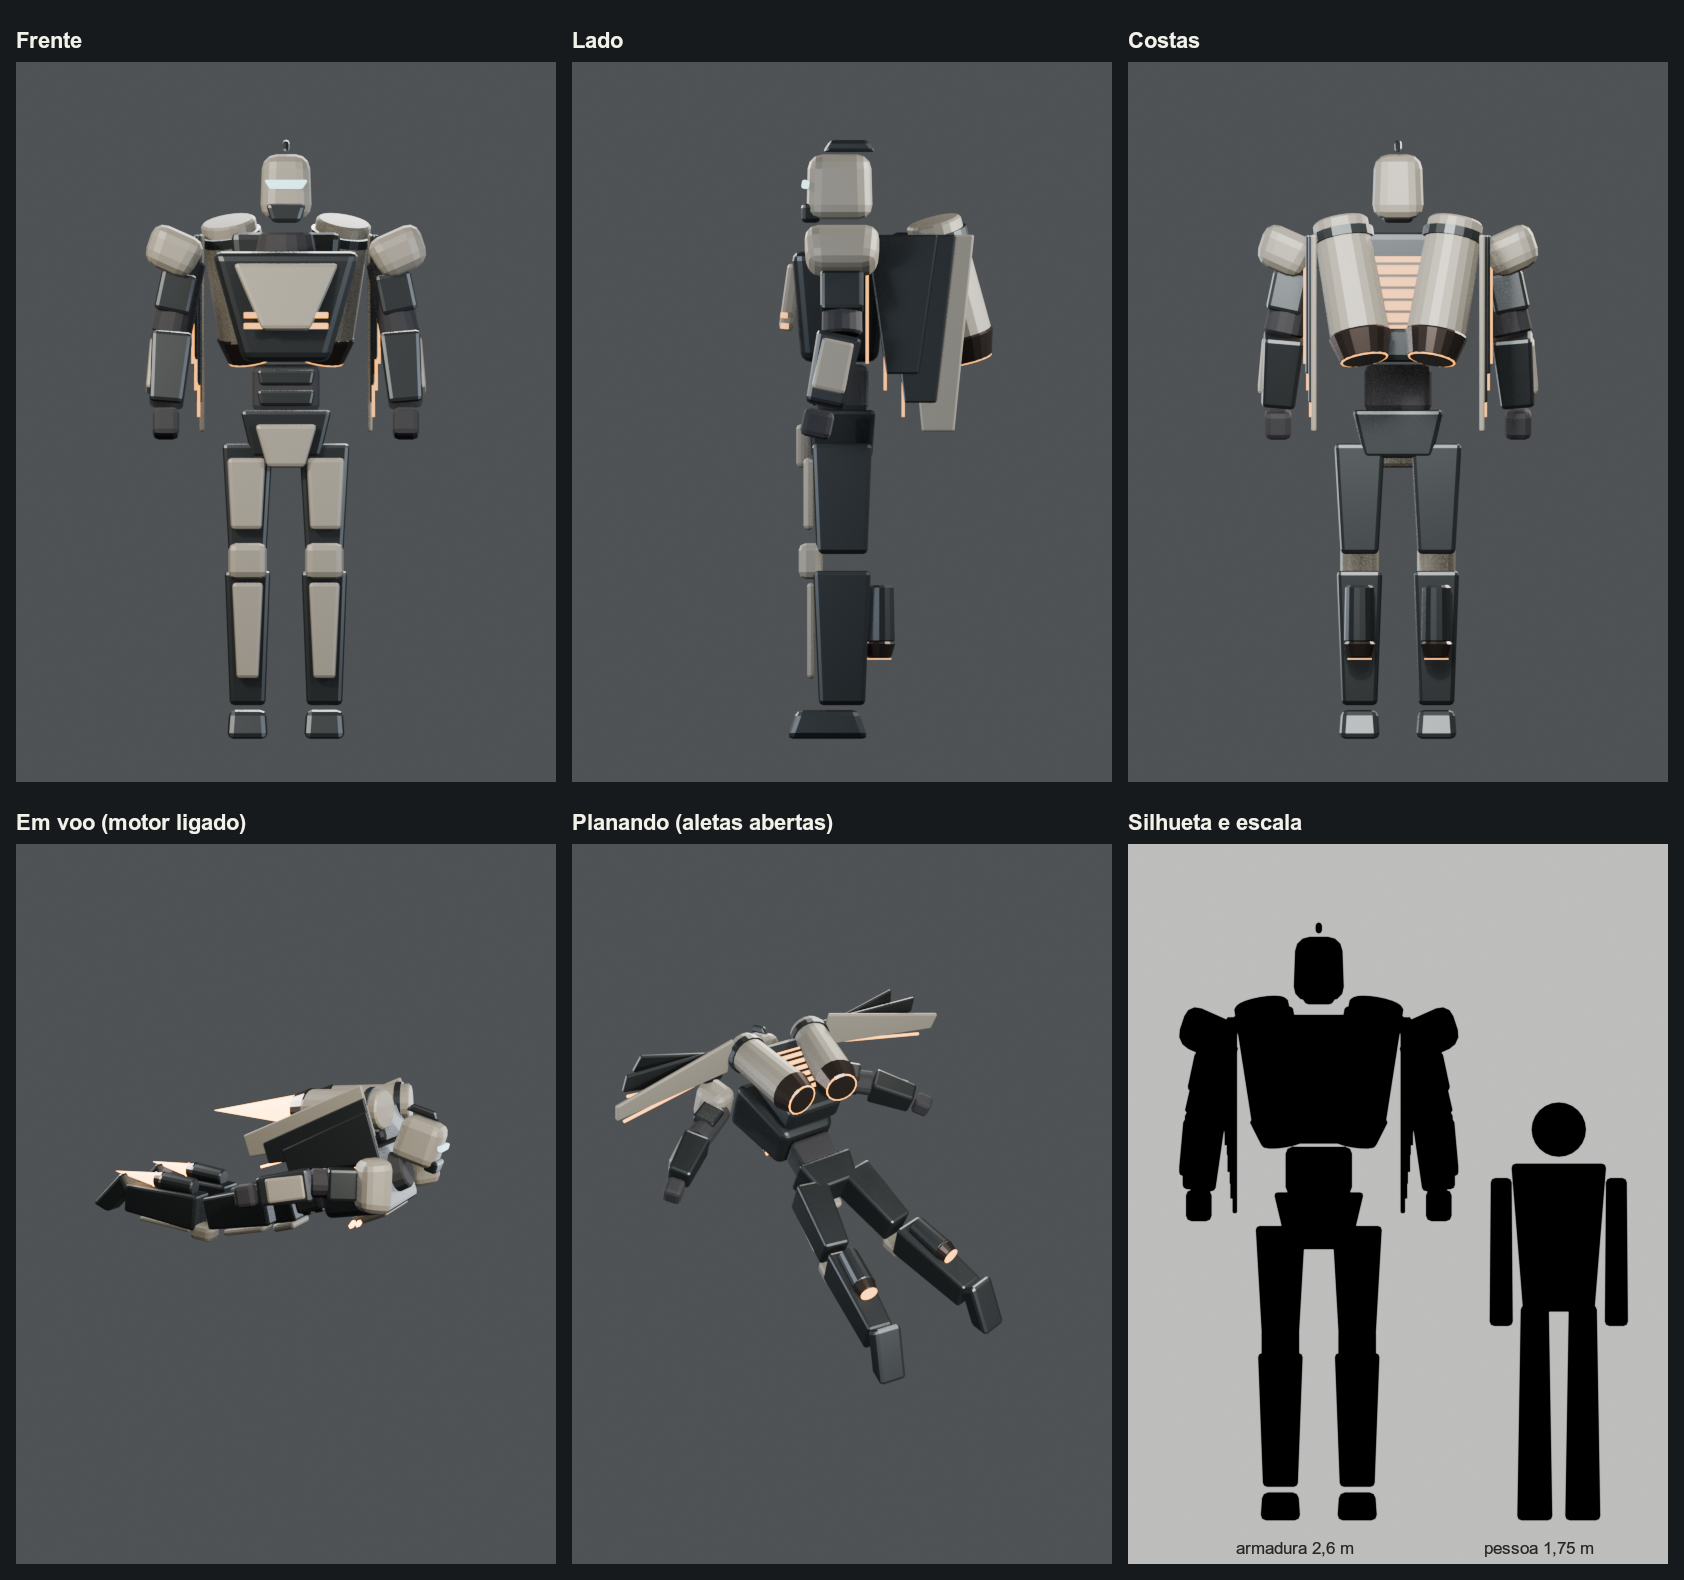 Frente
Lado
Costas
Em voo (motor ligado)
Planando (aletas abertas)
Silhueta e escala
armadura 2,6 m
pessoa 1,75 m